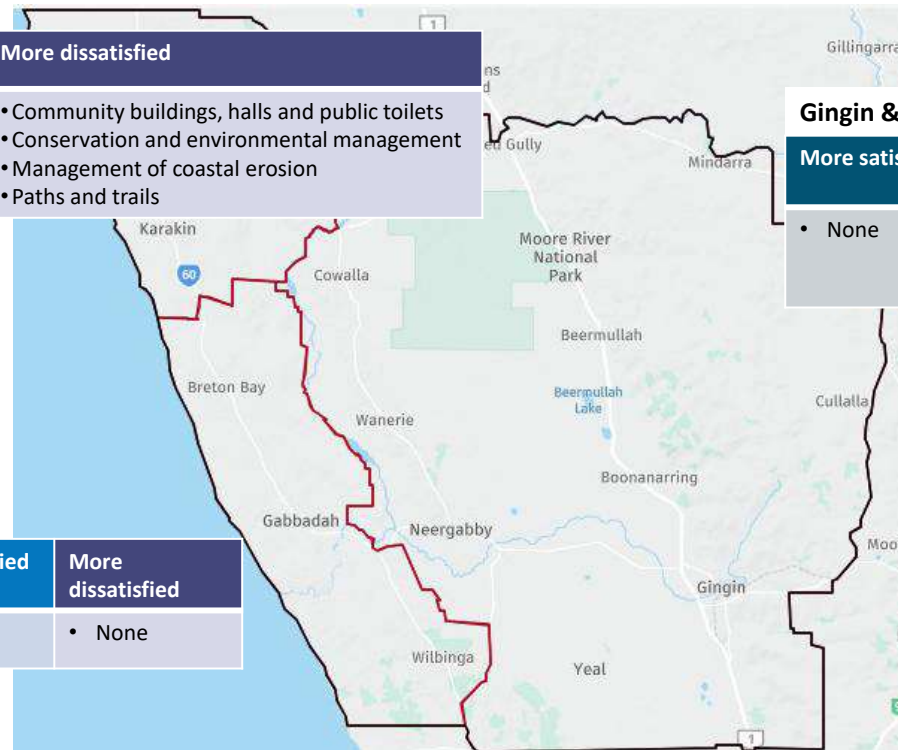 1
Gillingarra
More dissatisfied
• Community buildings, halls and public toilets
• Conservation and environmental management
• Management of coastal erosion
• Paths and trails
Gingin &
More
• None
Mindarra
Gully
Karakin
60
Cowalla
Moore River
National
Park
Beermullah
Breton Bay
Beermullah
Lake
Cullalla
Wanerie
Boonanarring
Gabbadah
Neergabby
More
dissatisfied
• None
Gingin
Wilbinga
Yeal
1